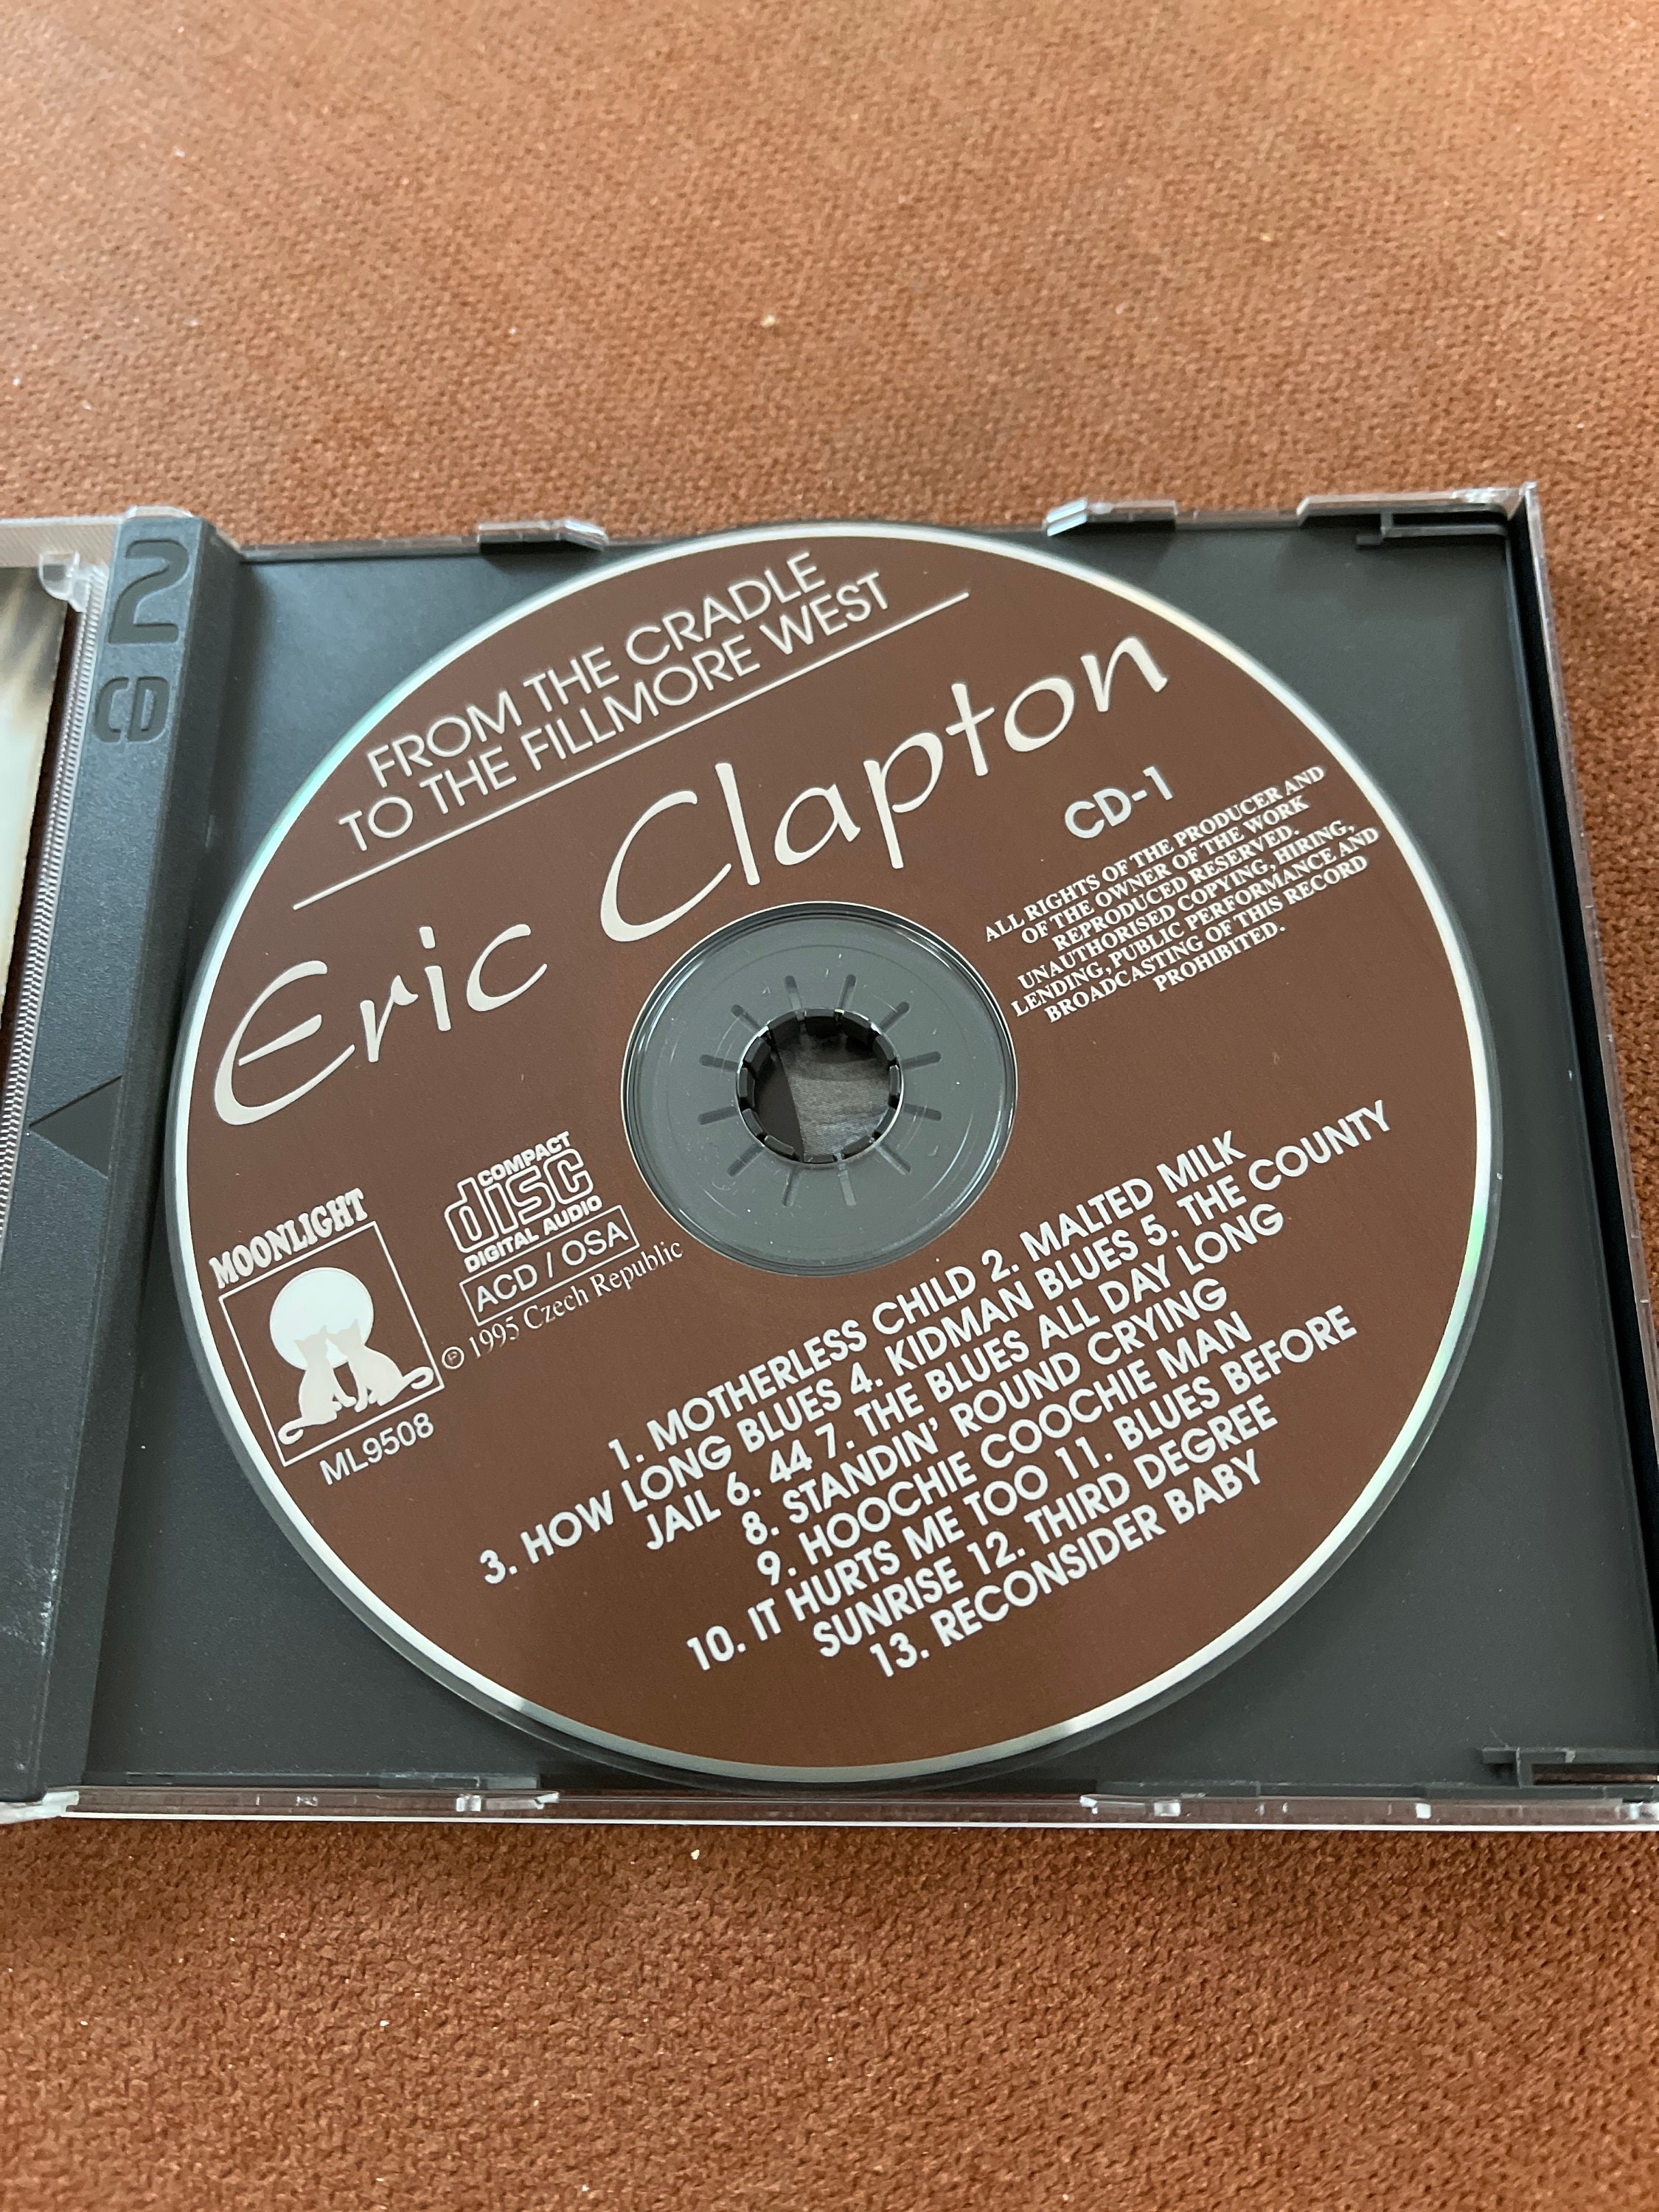 2
FROM THE CRADLE
TO THE FILLMORE WEST
Eric Clapton
CD-1
ALL RIGHTS OF THE PRODUCER AND
OF THE OWNER OF THE WORK
REPRODUCED RESERVED.
UNAUTHORISED COPYING, HIRING,
LENDING, PUBLIC PERFORMANCE AND
BROADCASTING OF THIS RECORD
PROHIBITED.
MOONLIGHT
ML9508
COMPACT
disc
DIGITAL AUDIO
ACD / OSA
℗ 1995 Czech Republic
1. MOTHERLESS CHILD 2. MALTED MILK
3. HOW LONG BLUES 4. KIDMAN BLUES 5. THE COUNTY
JAIL 6. 44 7. THE BLUES ALL DAY LONG
8. STANDIN' ROUND CRYING
9. HOOCHIE COOCHIE MAN
10. IT HURTS ME TOO 11. BLUES BEFORE
SUNRISE 12. THIRD DEGREE
13. RECONSIDER BABY